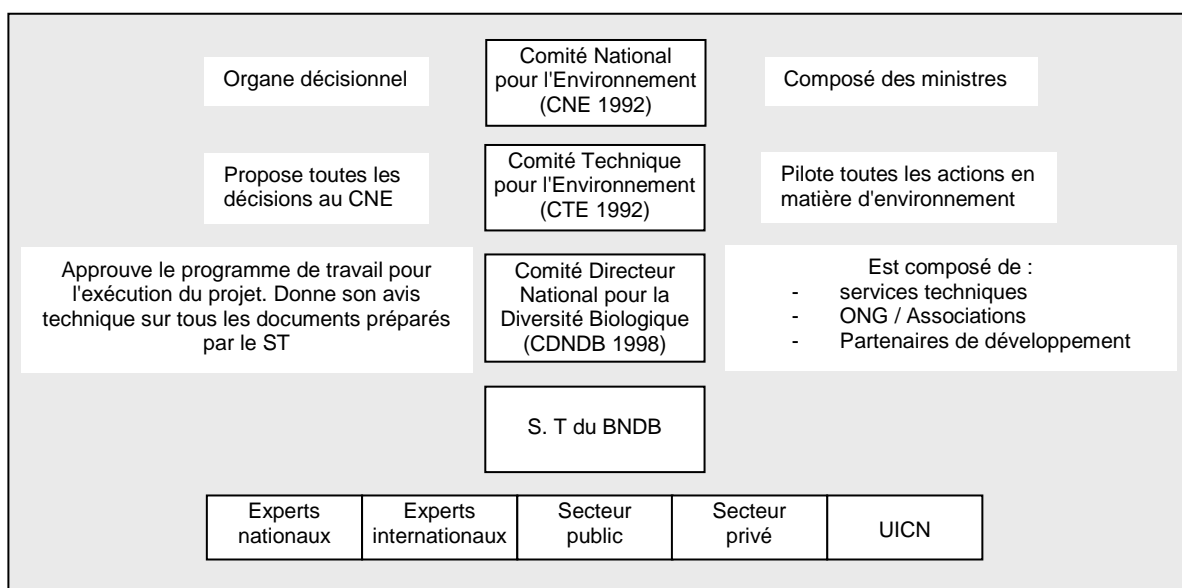 Organe décisionnel
Comité National
pour l'Environnement
(CNE 1992)
Composé des ministres
Propose toutes les
décisions au CNE
Comité Technique
pour l'Environnement
(CTE 1992)
Pilote toutes les actions en
matière d'environnement
Approuve le programme de travail pour
l'exécution du projet. Donne son avis
technique sur tous les documents préparés
par le ST
Comité Directeur
National pour la
Diversité Biologique
(CDNDB 1998)
Est composé de :
- services techniques
- ONG / Associations
- Partenaires de développement
S. T du BNDB
Experts
nationaux
Experts
internationaux
Secteur
public
Secteur
privé
UICN